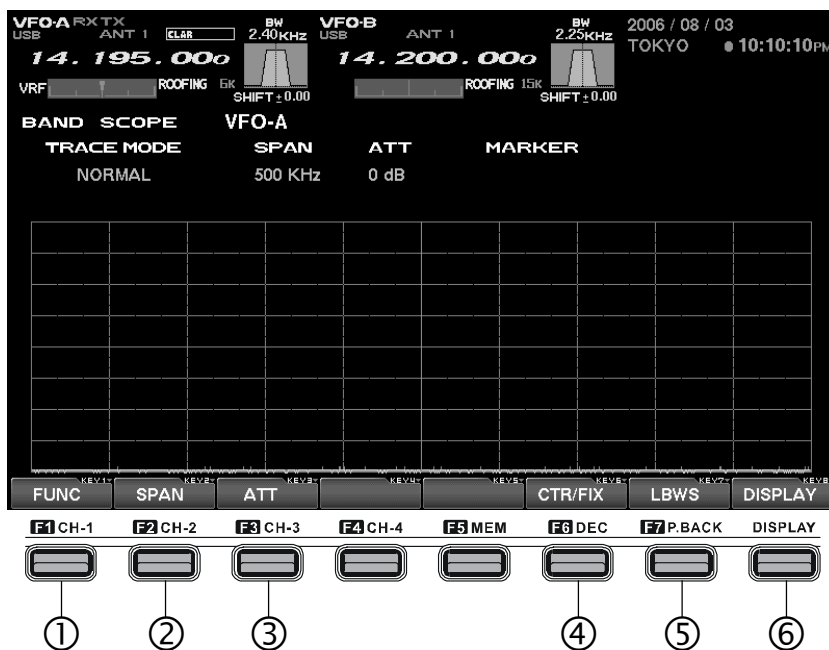 VFO-A RX TX BW VFO-B BW 2006 / 08 / 03
USB ANT 1 CLAR 2.40KHz USB ANT 1 2.25KHz TOKYO 10:10:10PM
14. 195. 000 14. 200. 000
VRF ROOFING 6K SHIFT±0.00 ROOFING 15K SHIFT±0.00
BAND SCOPE VFO-A
TRACE MODE SPAN ATT MARKER
NORMAL 500 KHz 0 dB
KEY1 KEY2 KEY3 KEY4 KEY5 KEY6 KEY7 KEY8
FUNC SPAN ATT CTR/FIX LBWS DISPLAY
F1 CH-1 F2 CH-2 F3 CH-3 F4 CH-4 F5 MEM F6 DEC F7 P.BACK DISPLAY
① ② ③ ④ ⑤ ⑥